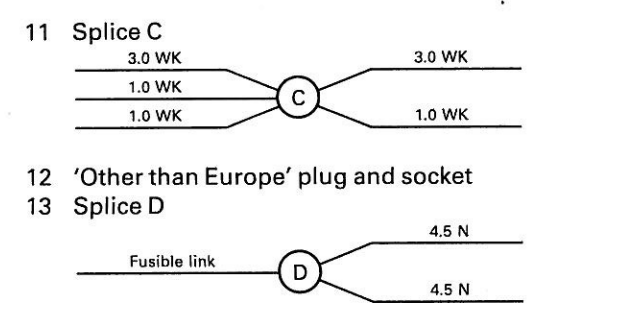 11 Splice C
3.0 WK 3.0 WK
1.0 WK
1.0 WK 1.0 WK
C
12 'Other than Europe' plug and socket
13 Splice D
4.5 N
Fusible link
D
4.5 N